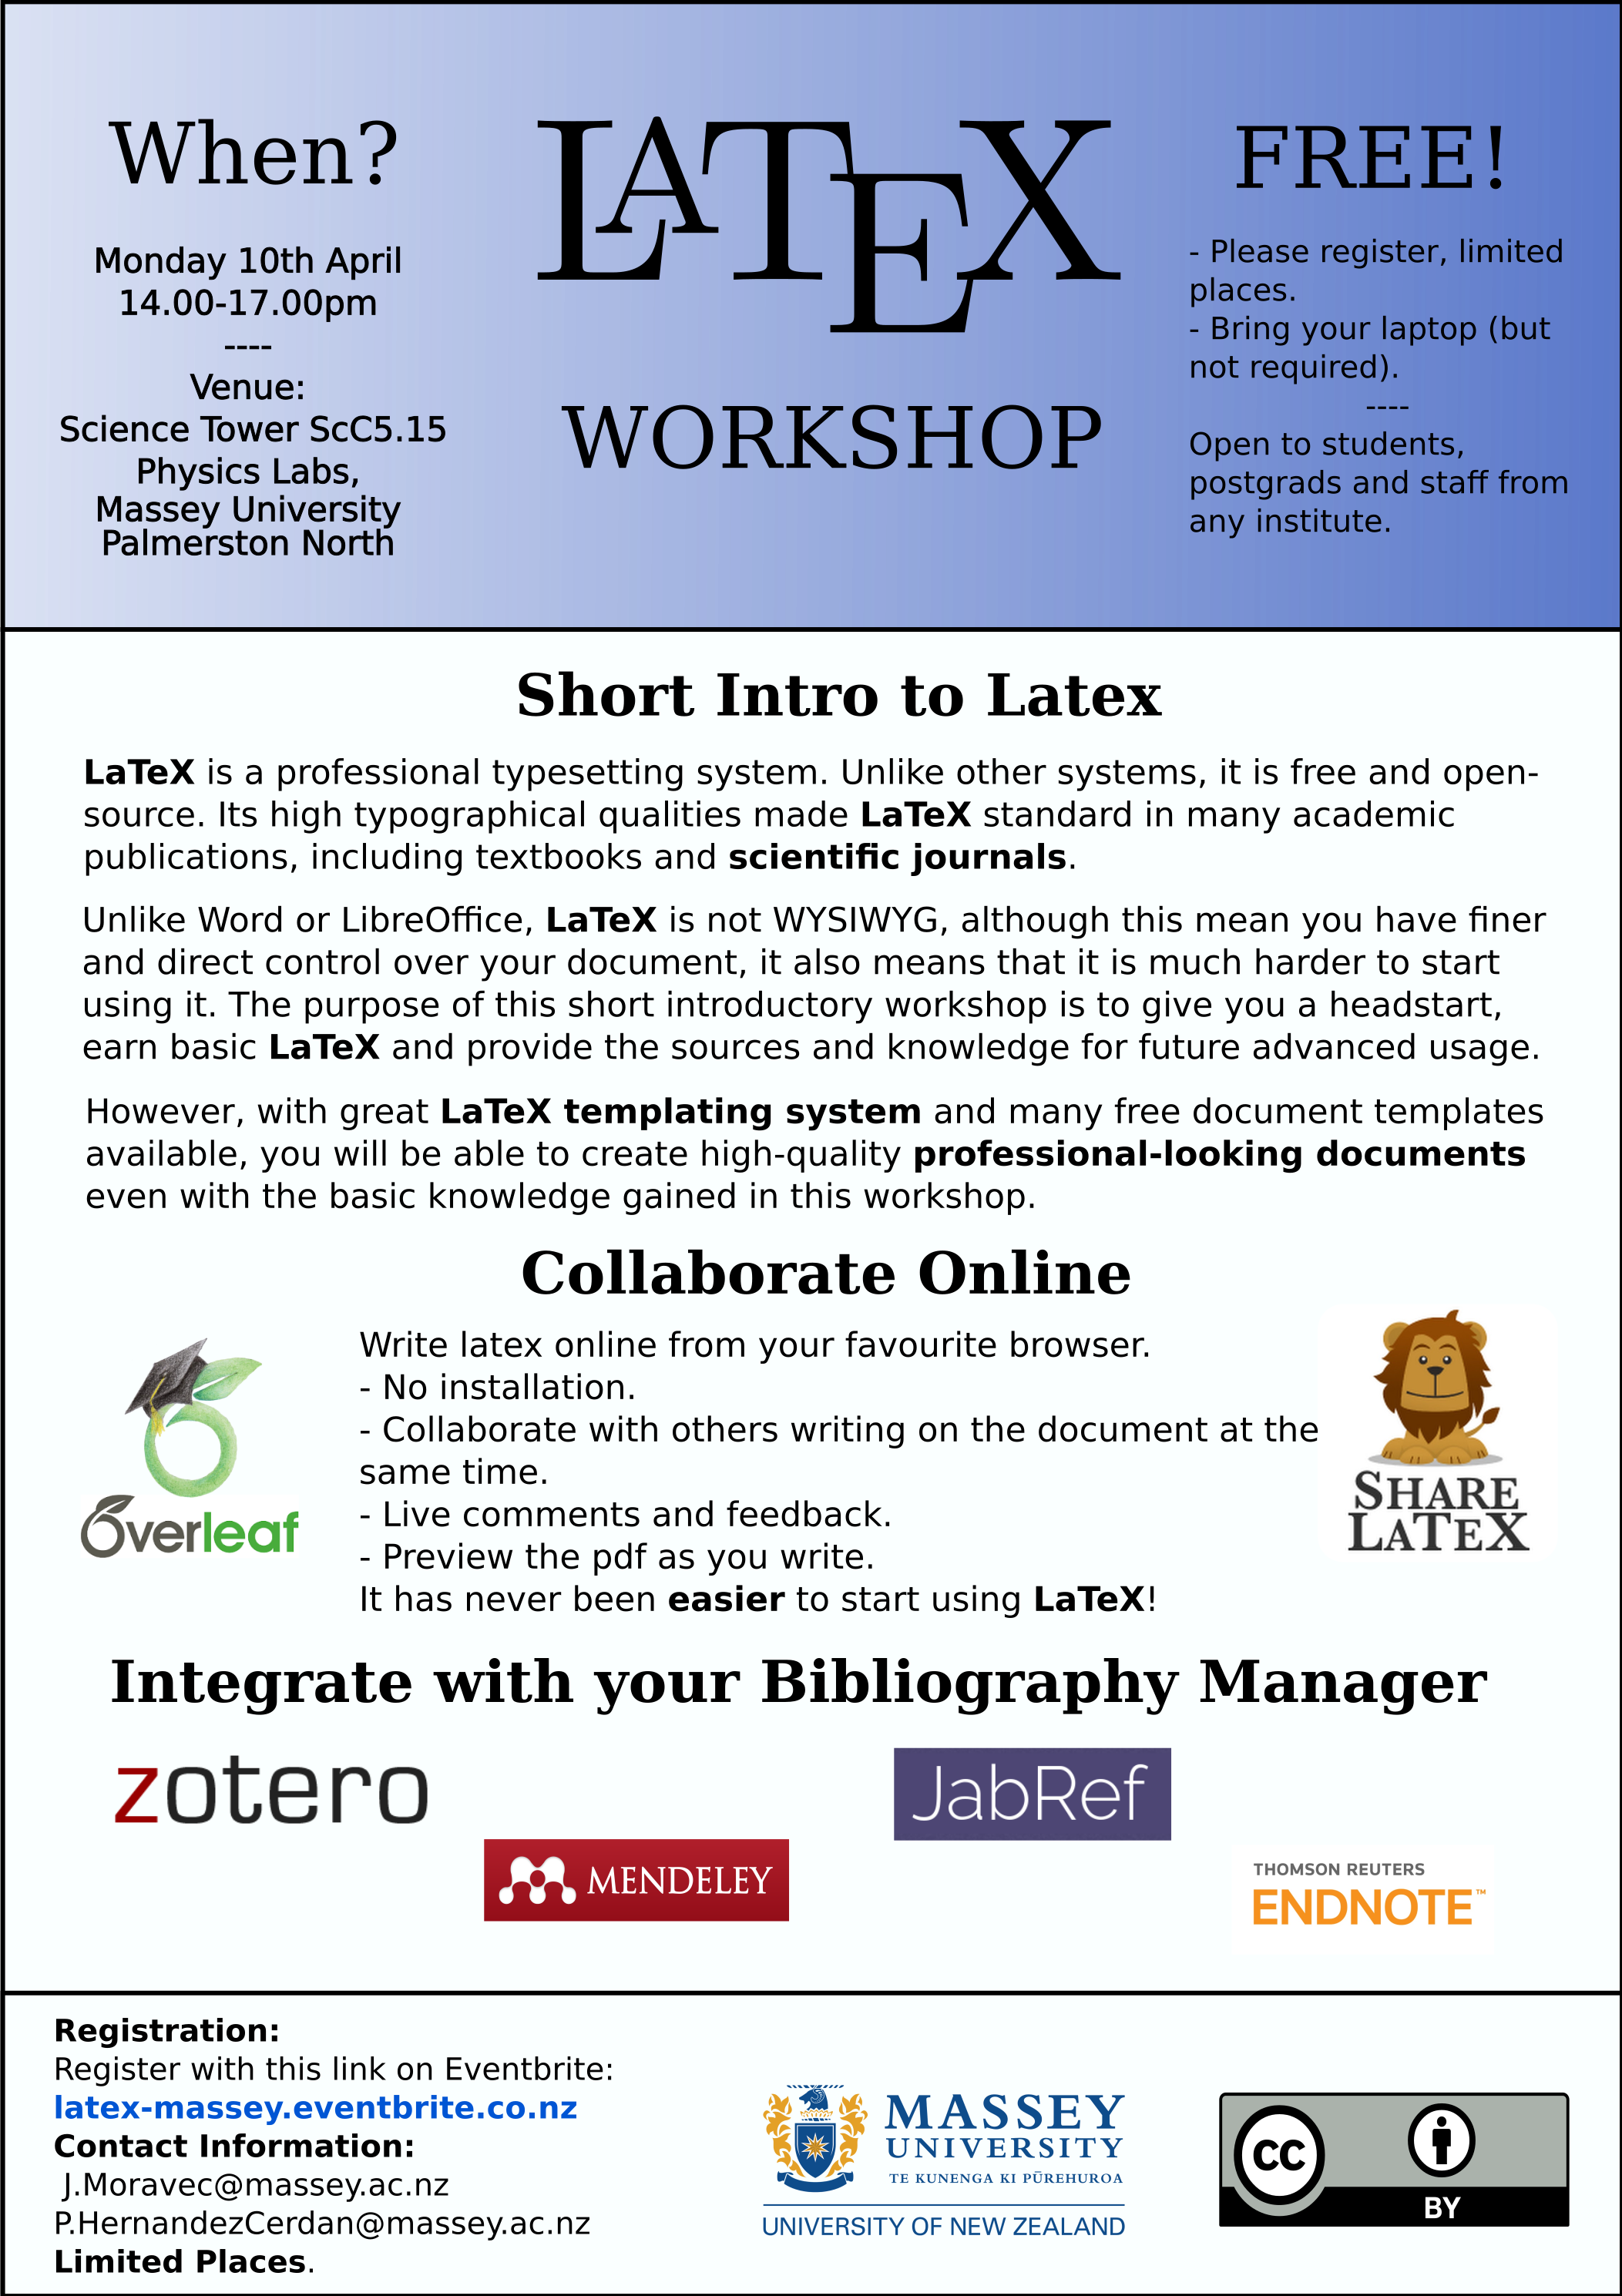 When?
Monday 10th April
14.00-17.00pm
----
Venue:
Science Tower ScC5.15
Physics Labs,
Massey University
Palmerston North
LATEX
WORKSHOP
FREE!
- Please register, limited
places.
- Bring your laptop (but
not required).
----
Open to students,
postgrads and staff from
any institute.
Short Intro to Latex
LaTeX is a professional typesetting system. Unlike other systems, it is free and open-
source. Its high typographical qualities made LaTeX standard in many academic
publications, including textbooks and scientific journals.
Unlike Word or LibreOffice, LaTeX is not WYSIWYG, although this mean you have finer
and direct control over your document, it also means that it is much harder to start
using it. The purpose of this short introductory workshop is to give you a headstart,
earn basic LaTeX and provide the sources and knowledge for future advanced usage.
However, with great LaTeX templating system and many free document templates
available, you will be able to create high-quality professional-looking documents
even with the basic knowledge gained in this workshop.
Collaborate Online
Overleaf
Write latex online from your favourite browser.
- No installation.
- Collaborate with others writing on the document at the
same time.
- Live comments and feedback.
- Preview the pdf as you write.
It has never been easier to start using LaTeX!
SHARE
LATEX
Integrate with your Bibliography Manager
zotero
MENDELEY
JabRef
THOMSON REUTERS
ENDNOTE™
Registration:
Register with this link on Eventbrite:
latex-massey.eventbrite.co.nz
Contact Information:
J.Moravec@massey.ac.nz
P.HernandezCerdan@massey.ac.nz
Limited Places.
MASSEY
UNIVERSITY
TE KUNENGA KI PŪREHUROA
UNIVERSITY OF NEW ZEALAND
CC
BY